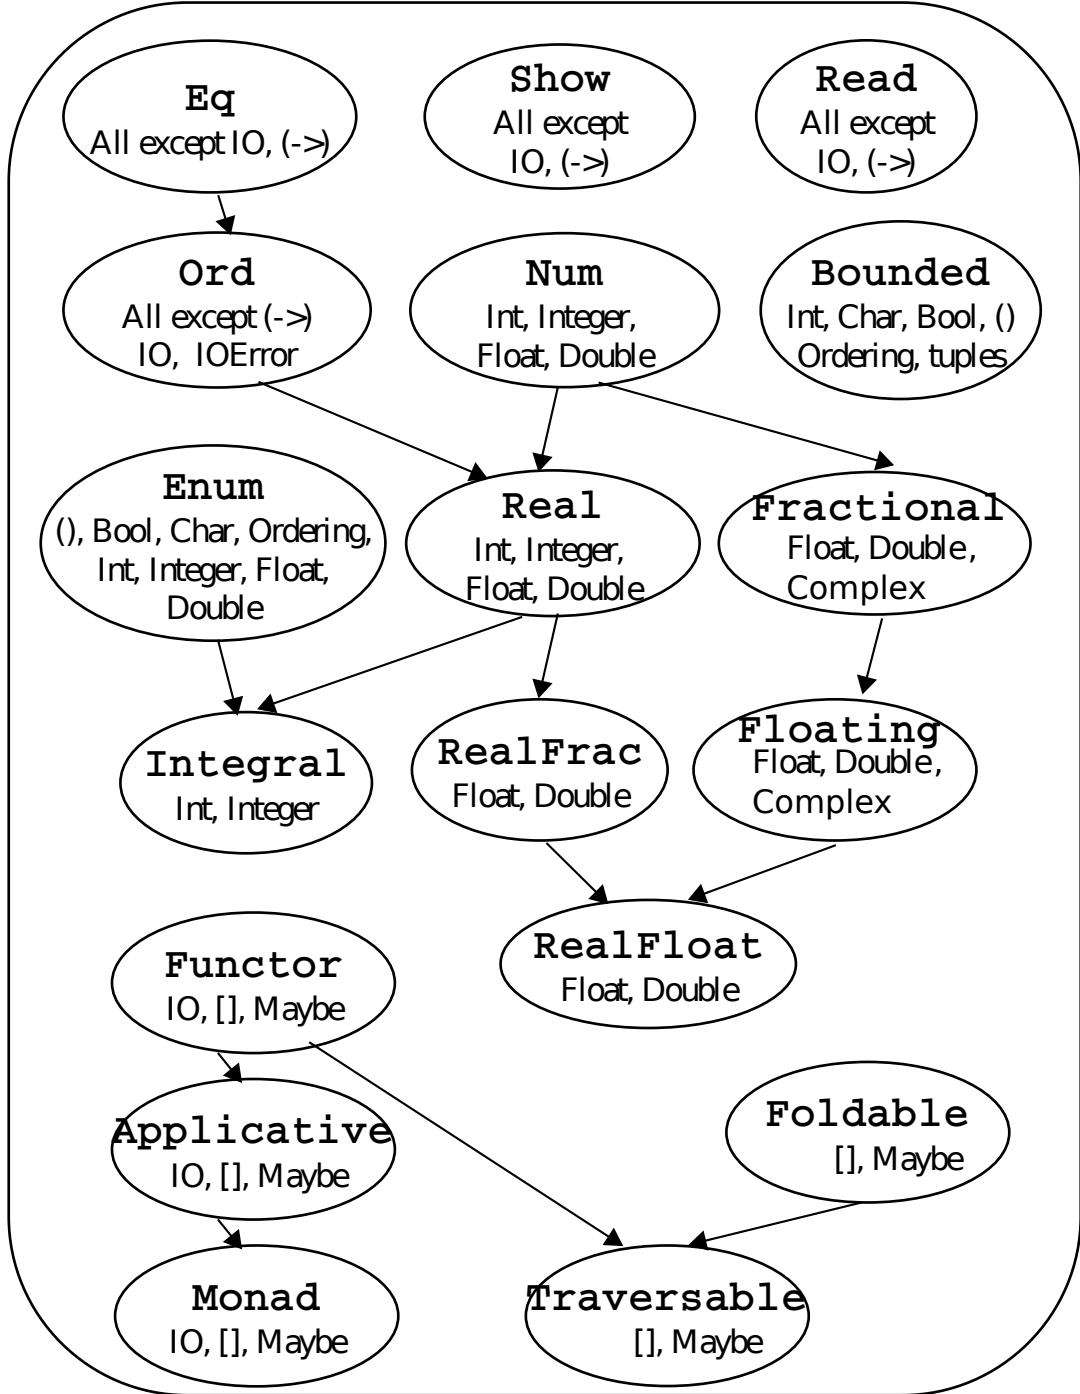 Eq
All except IO, (->)
Show
All except
IO, (->)
Read
All except
IO, (->)
Ord
All except (->)
IO, IOError
Num
Int, Integer,
Float, Double
Bounded
Int, Char, Bool, ()
Ordering, tuples
Enum
(), Bool, Char, Ordering,
Int, Integer, Float,
Double
Real
Int, Integer,
Float, Double
Fractional
Float, Double,
Complex
Integral
Int, Integer
RealFrac
Float, Double
Floating
Float, Double,
Complex
RealFloat
Float, Double
Functor
IO, [], Maybe
Applicative
IO, [], Maybe
Foldable
[], Maybe
Monad
IO, [], Maybe
Traversable
[], Maybe